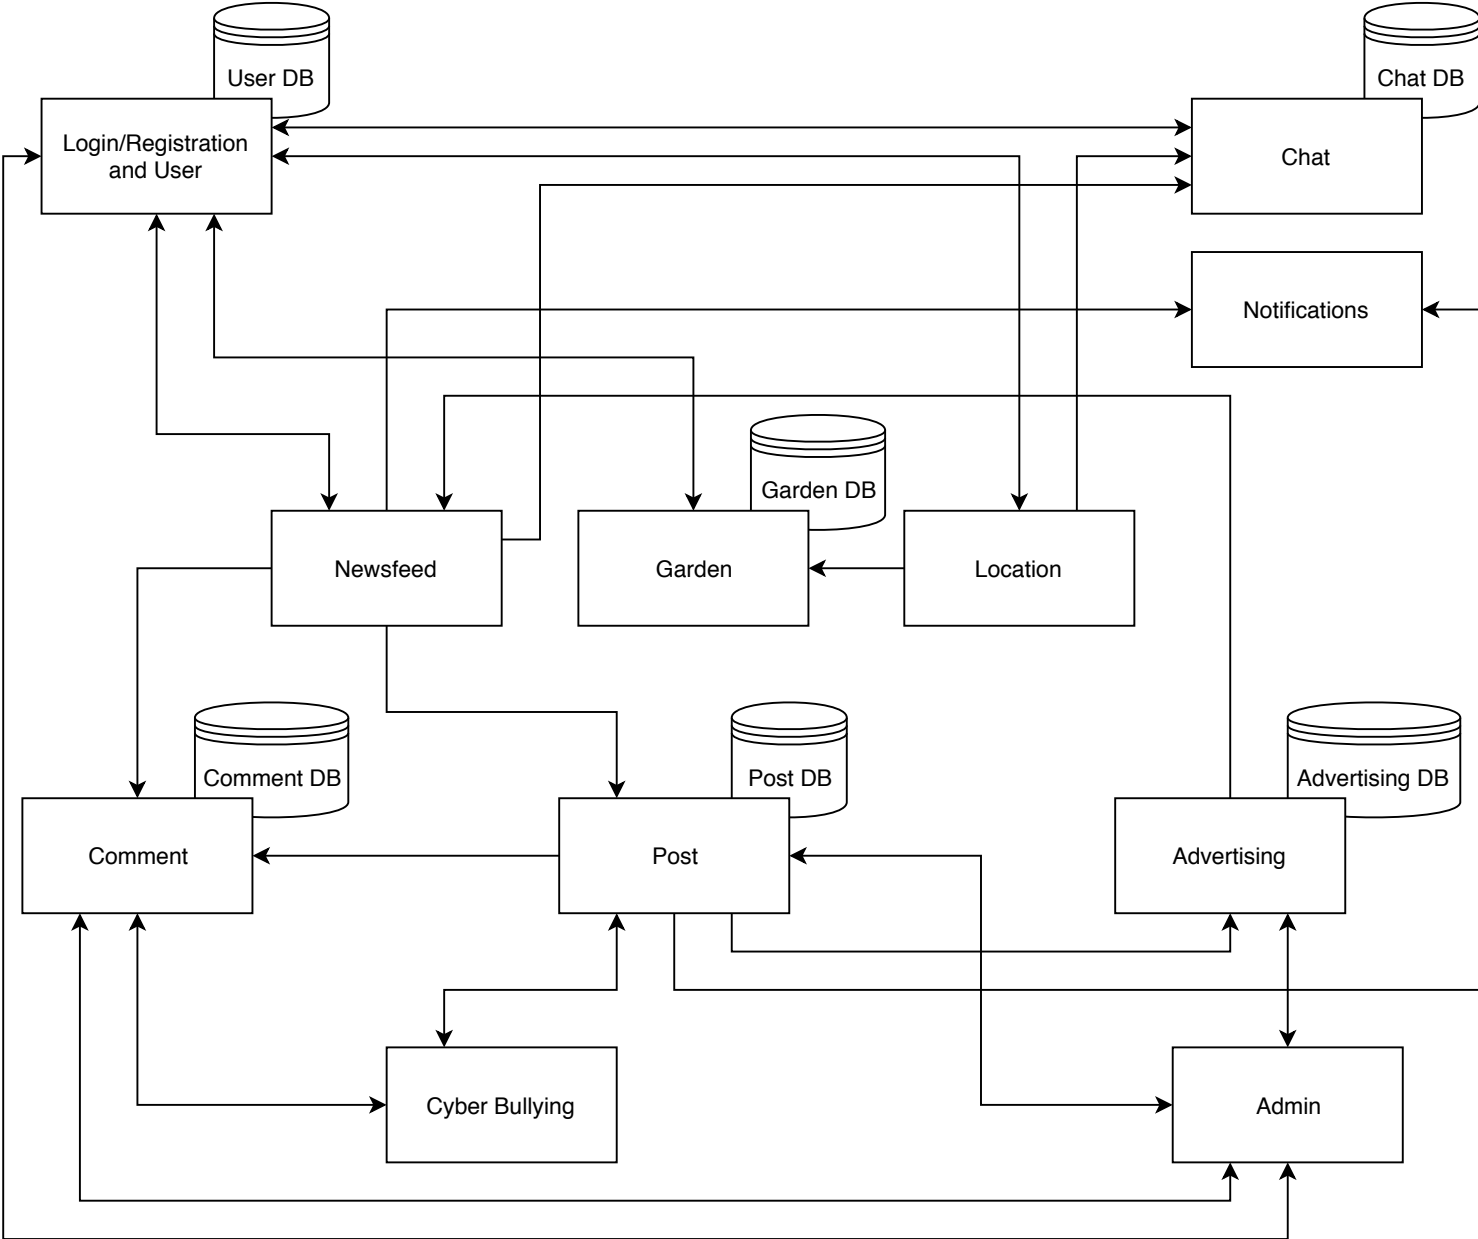 User DB
Chat DB
Login/Registration
and User
Chat
Notifications
Garden DB
Newsfeed
Garden
Location
Comment DB
Post DB
Advertising DB
Comment
Post
Advertising
Cyber Bullying
Admin